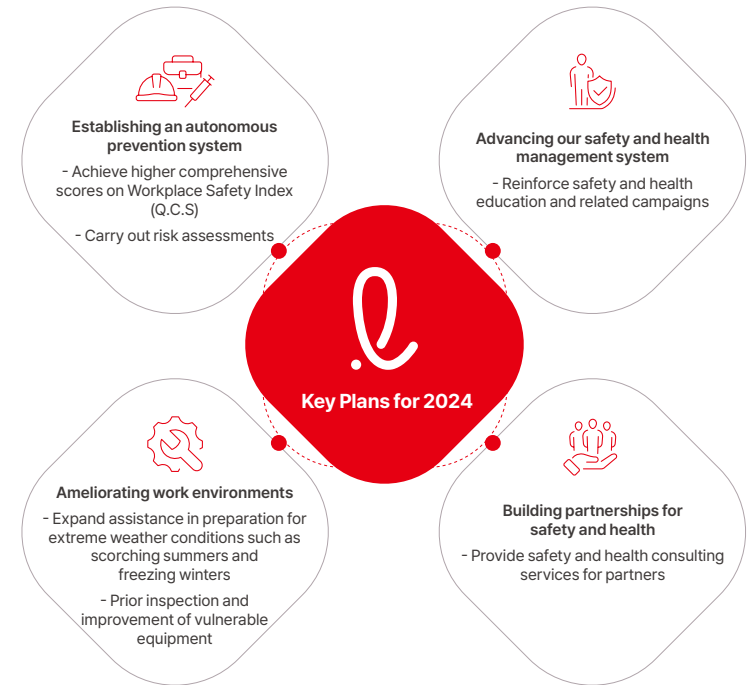 Establishing an autonomous
prevention system
- Achieve higher comprehensive
scores on Workplace Safety Index
(Q.C.S)
- Carry out risk assessments
Advancing our safety and health
management system
- Reinforce safety and health
education and related campaigns
Key Plans for 2024
Ameliorating work environments
- Expand assistance in preparation for
extreme weather conditions such as
scorching summers and
freezing winters
- Prior inspection and
improvement of vulnerable
equipment
Building partnerships for
safety and health
- Provide safety and health consulting
services for partners